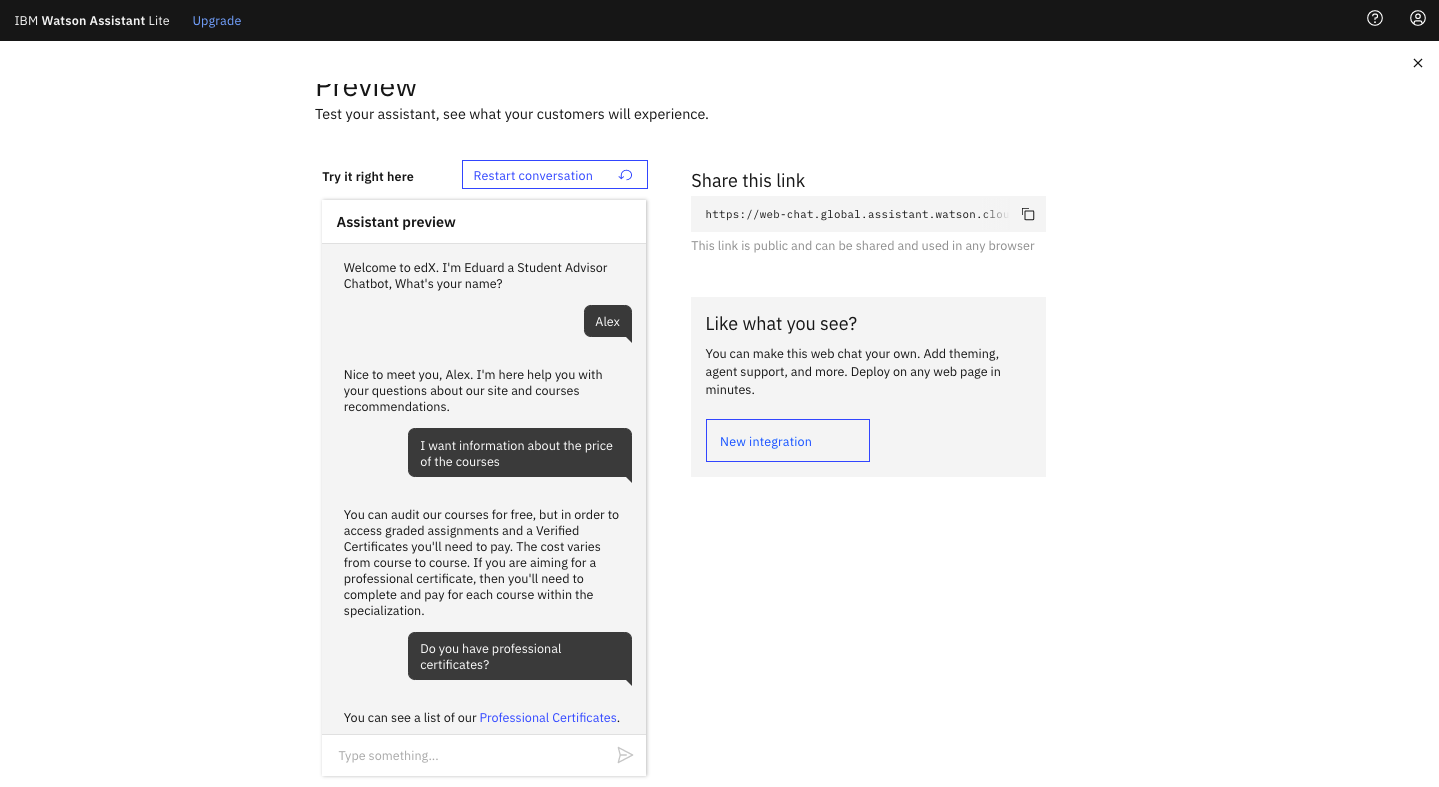 IBM Watson Assistant Lite Upgrade
Preview
Test your assistant, see what your customers will experience.
Try it right here
Restart conversation
Assistant preview
Welcome to edX. I'm Eduard a Student Advisor
Chatbot, What's your name?
Alex
Nice to meet you, Alex. I'm here help you with
your questions about our site and courses
recommendations.
I want information about the price
of the courses
You can audit our courses for free, but in order to
access graded assignments and a Verified
Certificates you'll need to pay. The cost varies
from course to course. If you are aiming for a
professional certificate, then you'll need to
complete and pay for each course within the
specialization.
Do you have professional
certificates?
You can see a list of our Professional Certificates.
Type something...
Share this link
https://web-chat.global.assistant.watson.clou
This link is public and can be shared and used in any browser
Like what you see?
You can make this web chat your own. Add theming,
agent support, and more. Deploy on any web page in
minutes.
New integration